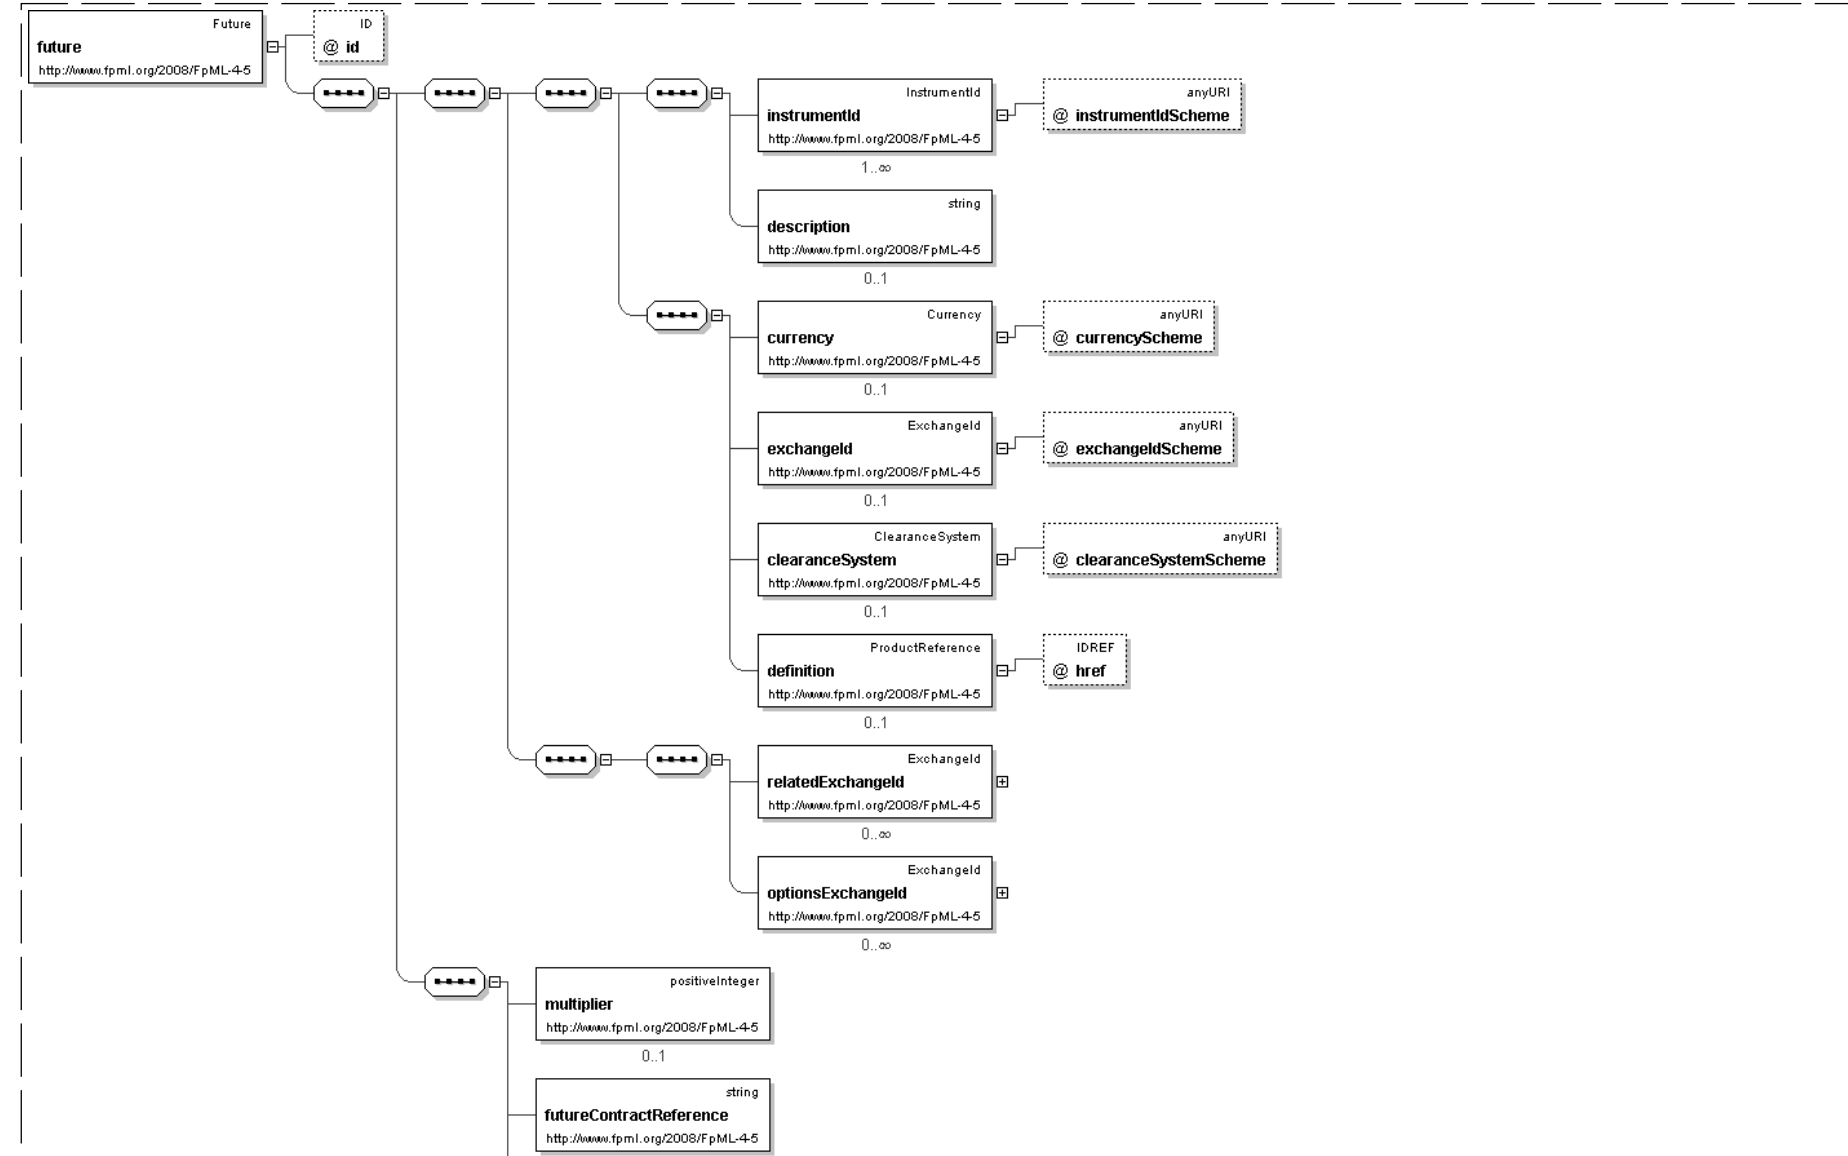 Future
future
http://www.fpml.org/2008/FpML-4-5
ID
@ id
InstrumentId
instrumentId
http://www.fpml.org/2008/FpML-4-5
1..∞
anyURI
@ instrumentIdScheme
string
description
http://www.fpml.org/2008/FpML-4-5
0..1
Currency
currency
http://www.fpml.org/2008/FpML-4-5
0..1
anyURI
@ currencyScheme
ExchangeId
exchangeId
http://www.fpml.org/2008/FpML-4-5
0..1
anyURI
@ exchangeIdScheme
ClearanceSystem
clearanceSystem
http://www.fpml.org/2008/FpML-4-5
0..1
anyURI
@ clearanceSystemScheme
ProductReference
definition
http://www.fpml.org/2008/FpML-4-5
0..1
IDREF
@ href
ExchangeId
relatedExchangeId
http://www.fpml.org/2008/FpML-4-5
0..∞
ExchangeId
optionsExchangeId
http://www.fpml.org/2008/FpML-4-5
0..∞
positiveInteger
multiplier
http://www.fpml.org/2008/FpML-4-5
0..1
string
futureContractReference
http://www.fpml.org/2008/FpML-4-5